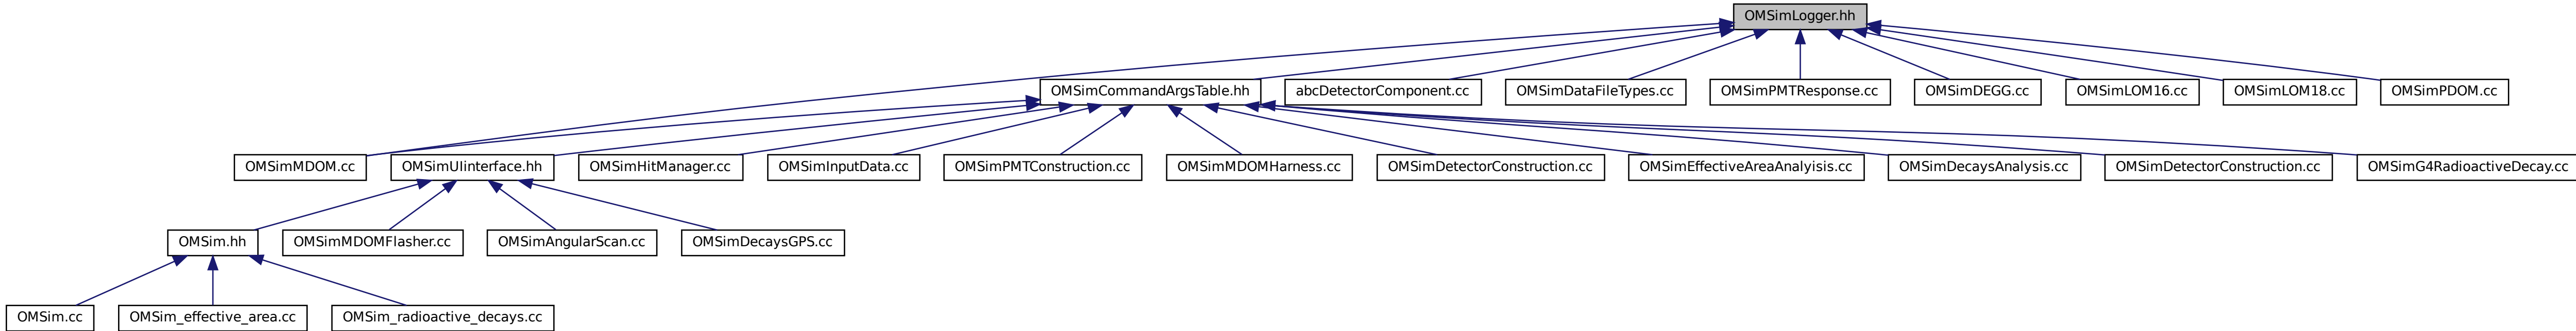 OMSimLogger.hh
OMSimCommandArgsTable.hh
abcDetectorComponent.cc
OMSimDataFileTypes.cc
OMSimPMTResponse.cc
OMSimDEGG.cc
OMSimLOM16.cc
OMSimLOM18.cc
OMSimPDOM.cc
OMSimMDOM.cc
OMSimUIinterface.hh
OMSimHitManager.cc
OMSimInputData.cc
OMSimPMTConstruction.cc
OMSimMDOMHarness.cc
OMSimDetectorConstruction.cc
OMSimEffectiveAreaAnalyisis.cc
OMSimDecaysAnalysis.cc
OMSimDetectorConstruction.cc
OMSimG4RadioactiveDecay.cc
OMSim.hh
OMSimMDOMFlasher.cc
OMSimAngularScan.cc
OMSimDecaysGPS.cc
OMSim.cc
OMSim_effective_area.cc
OMSim_radioactive_decays.cc